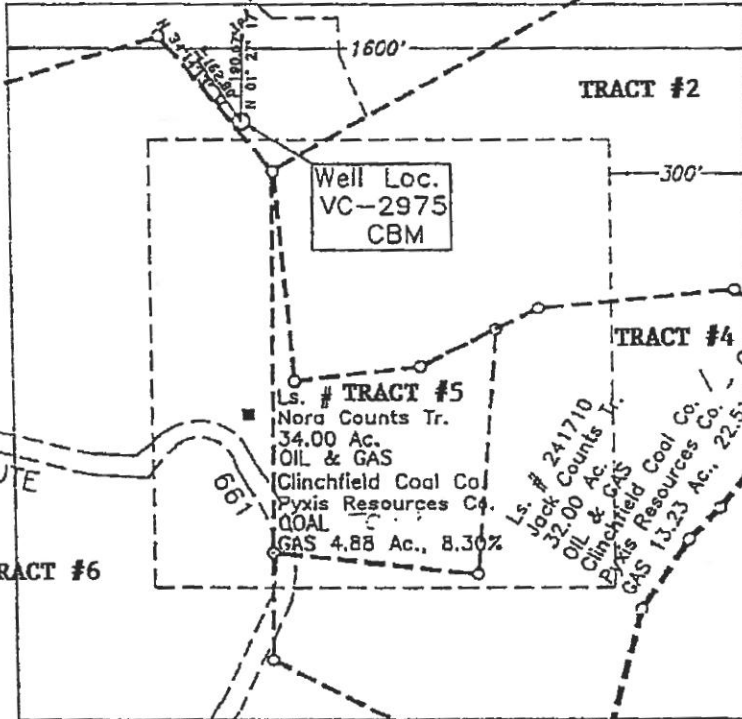 1600'
TRACT #2
N 01° 27' 17"
300'
Well Loc.
VC-2975
CBM
TRACT #4
Ls. # TRACT #5
Nora Counts Tr.
34.00 Ac.
OIL & GAS
Clinchfield Coal Co.
Pyxis Resources Co.
COAL
GAS 4.88 Ac., 8.30%
Ls. # 241710
Jack Counts Tr.
32.00 Ac.
OIL & GAS
Clinchfield Coal Co.
Pyxis Resources Co.
GAS 13.23 Ac., 22.5
UTE
661
RACT #6